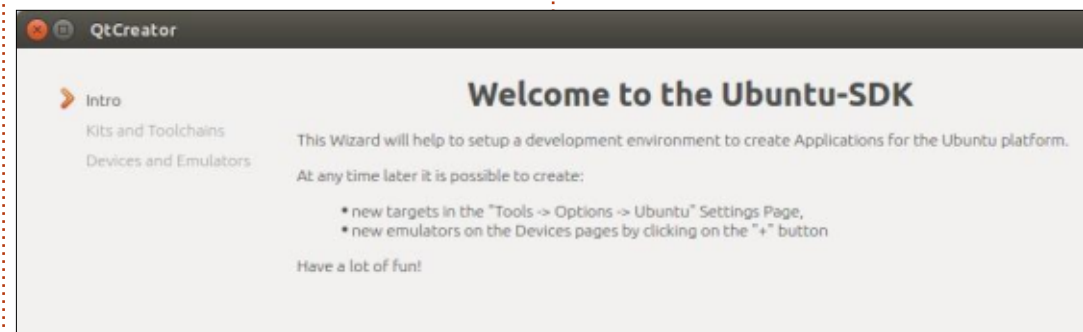 QtCreator
Intro
Kits and Toolchains
Devices and Emulators
Welcome to the Ubuntu-SDK
This Wizard will help to setup a development environment to create Applications for the Ubuntu platform.
At any time later it is possible to create:
• new targets in the "Tools -> Options -> Ubuntu" Settings Page,
• new emulators on the Devices pages by clicking on the "+" button
Have a lot of fun!